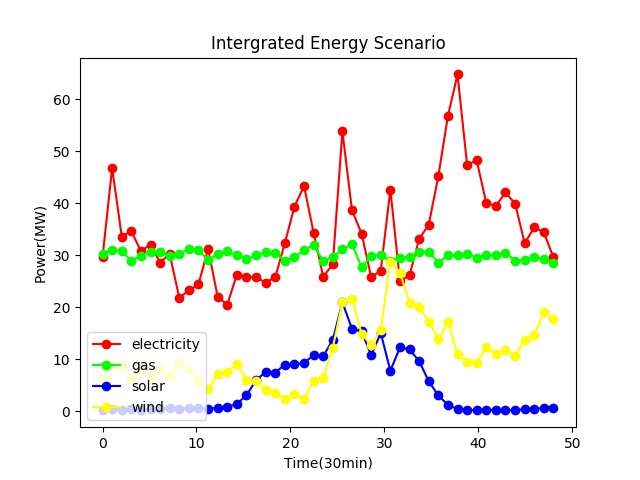 Intergrated Energy Scenario
Power(MW)
60
50
40
30
20
10
0
electricity
gas
solar
wind
0 10 20 30 40 50
Time(30min)